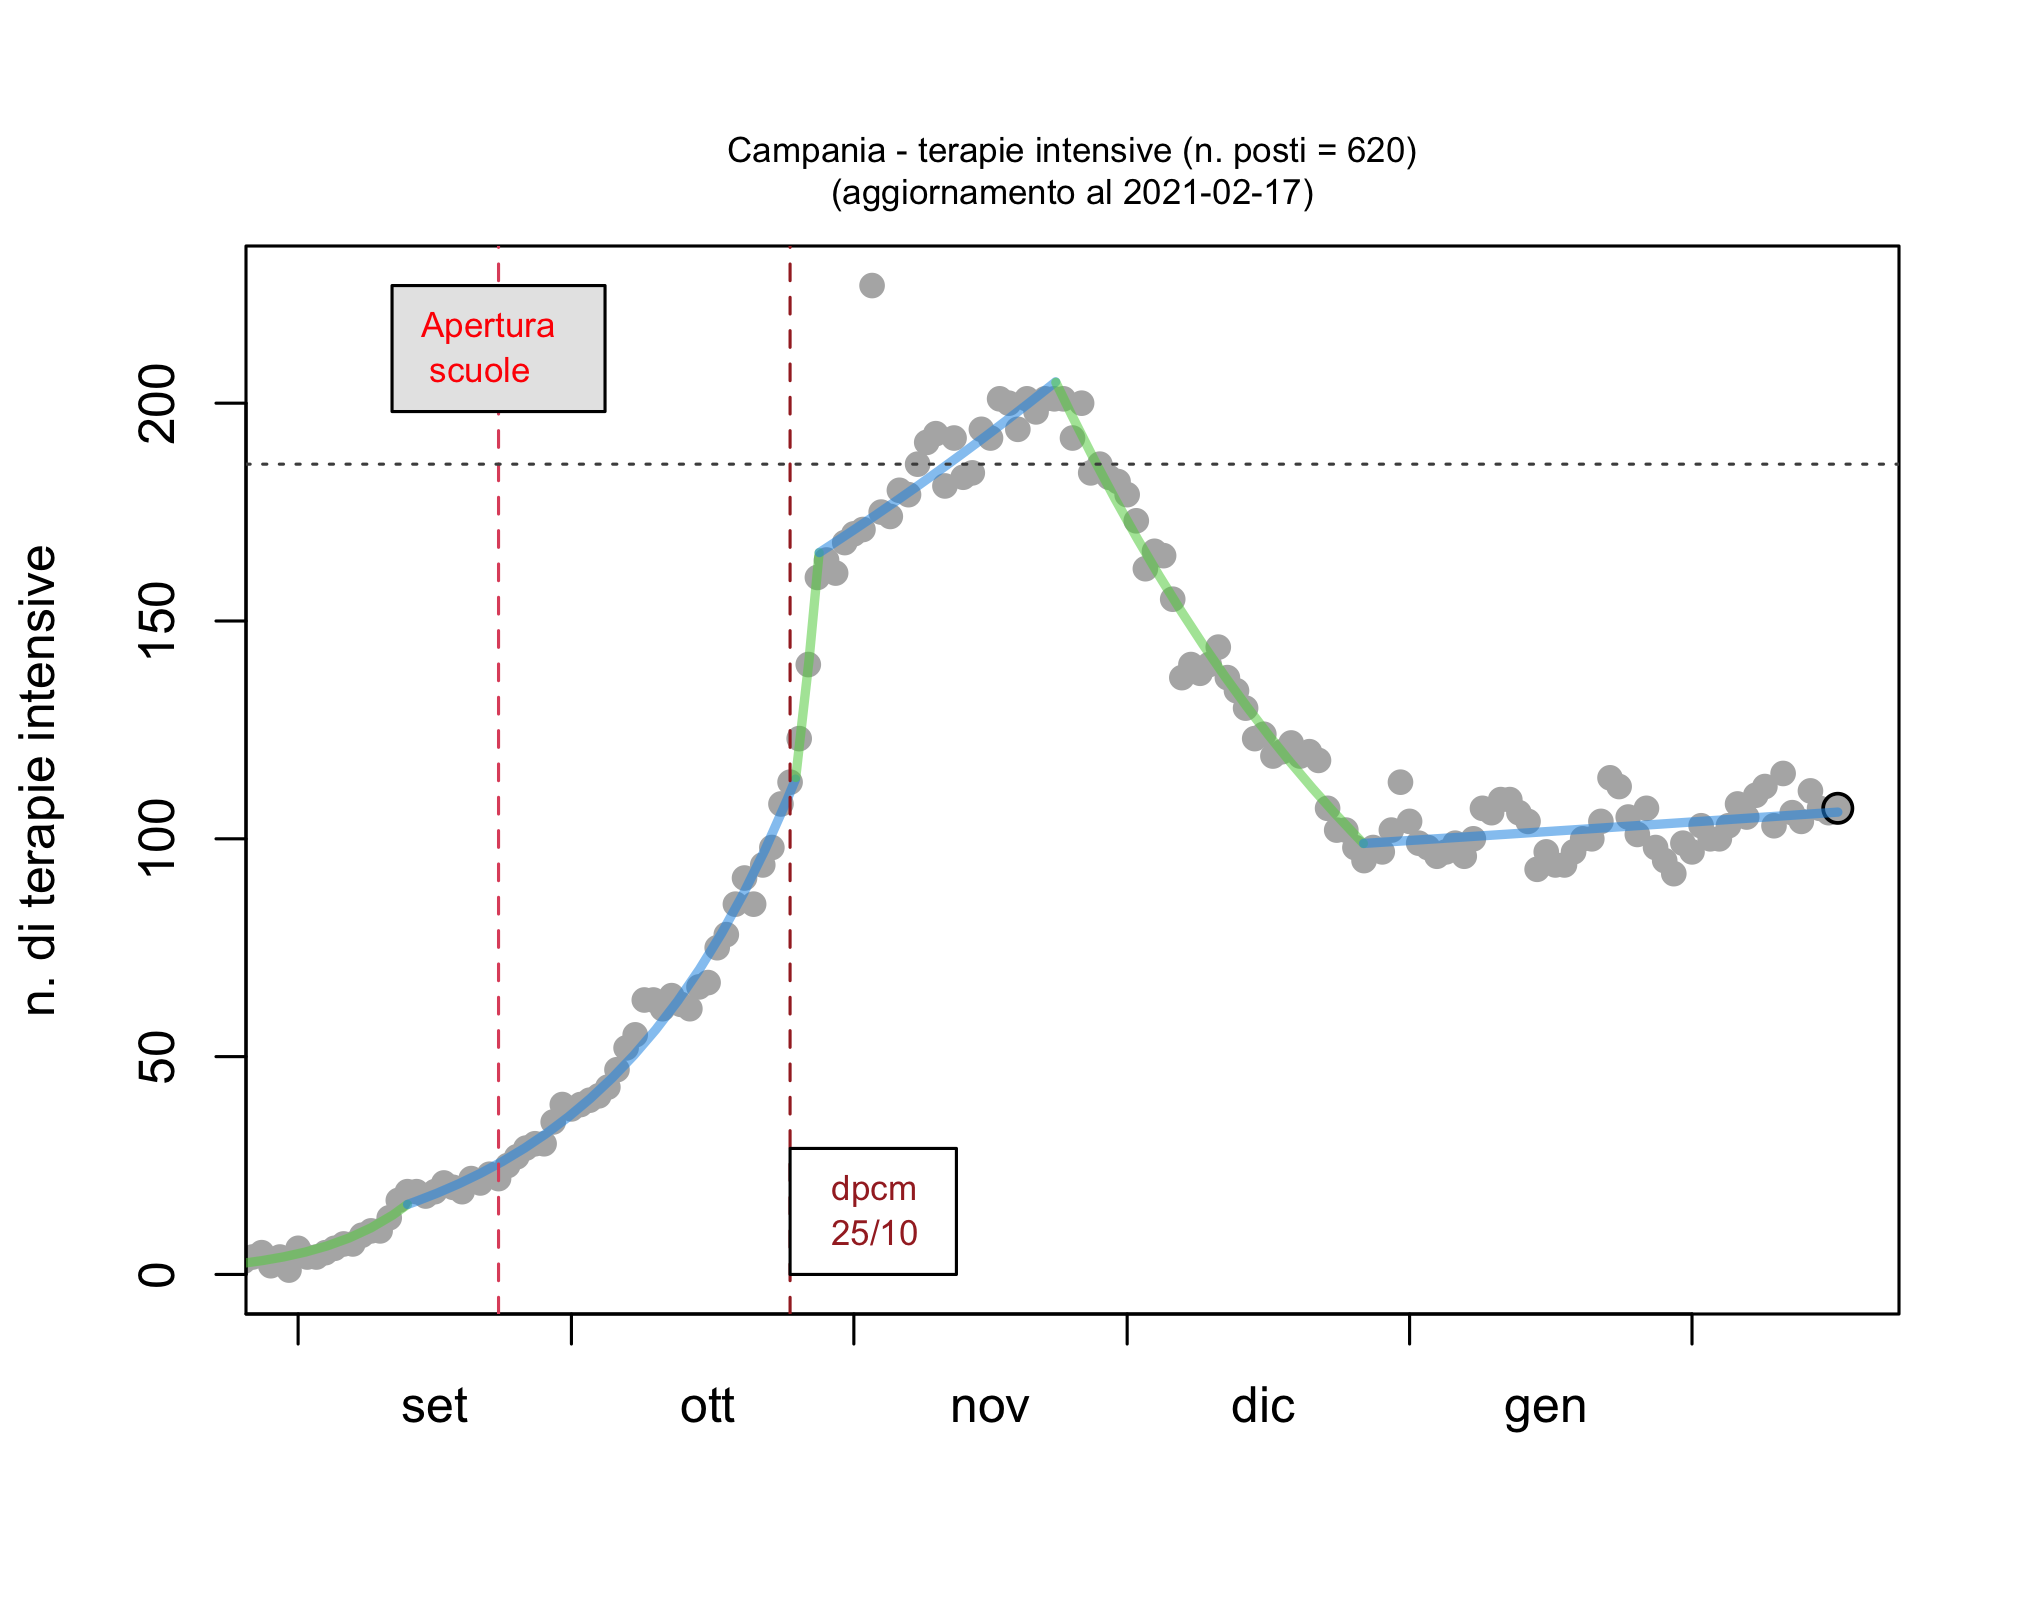 Campania - terapie intensive (n. posti = 620)
(aggiornamento al 2021-02-17)
Apertura
scuole
n. di terapie intensive
200
150
100
50
0
dpcm
25/10
set ott nov dic gen